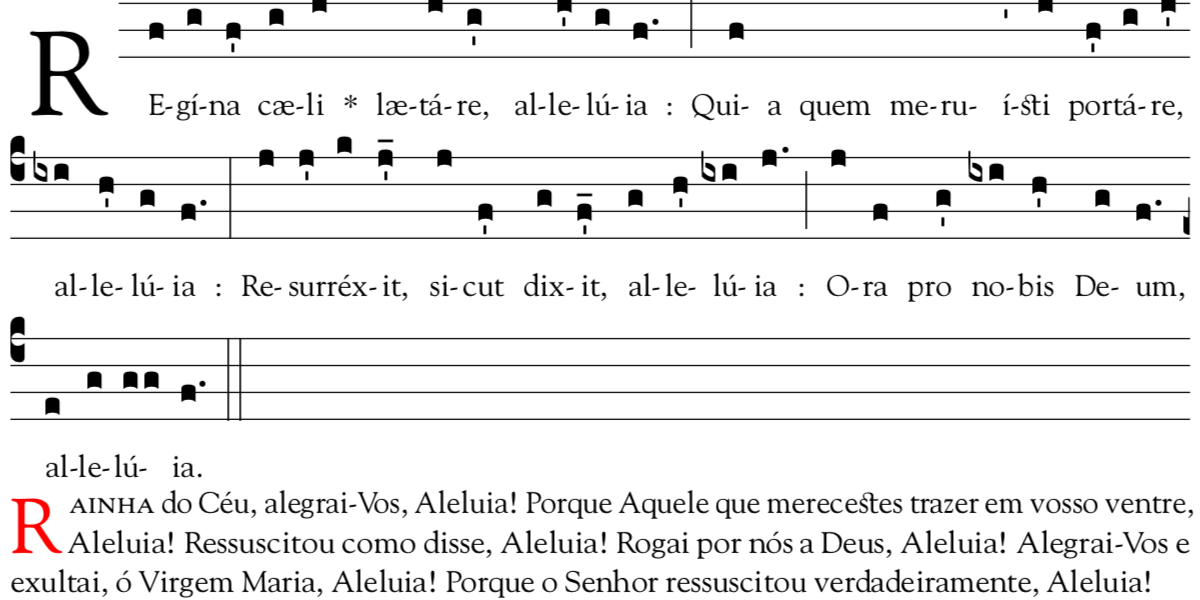 RE-gí-na cæ-li * læ-tá-re, al-le-lú-ia : Qui- a quem me-ru- í-sti portá-re,
al-le- lú- ia : Re- surréx-it, si-cut dix-it, al-le- lú- ia : O-ra pro no-bis De- um,
al-le-lú- ia.
RAINHA do Céu, alegrai-Vos, Aleluia! Porque Aquele que merecestes trazer em vosso ventre,
Aleluia! Ressuscitou como disse, Aleluia! Rogai por nós a Deus, Aleluia! Alegrai-Vos e
exultai, ó Virgem Maria, Aleluia! Porque o Senhor ressuscitou verdadeiramente, Aleluia!